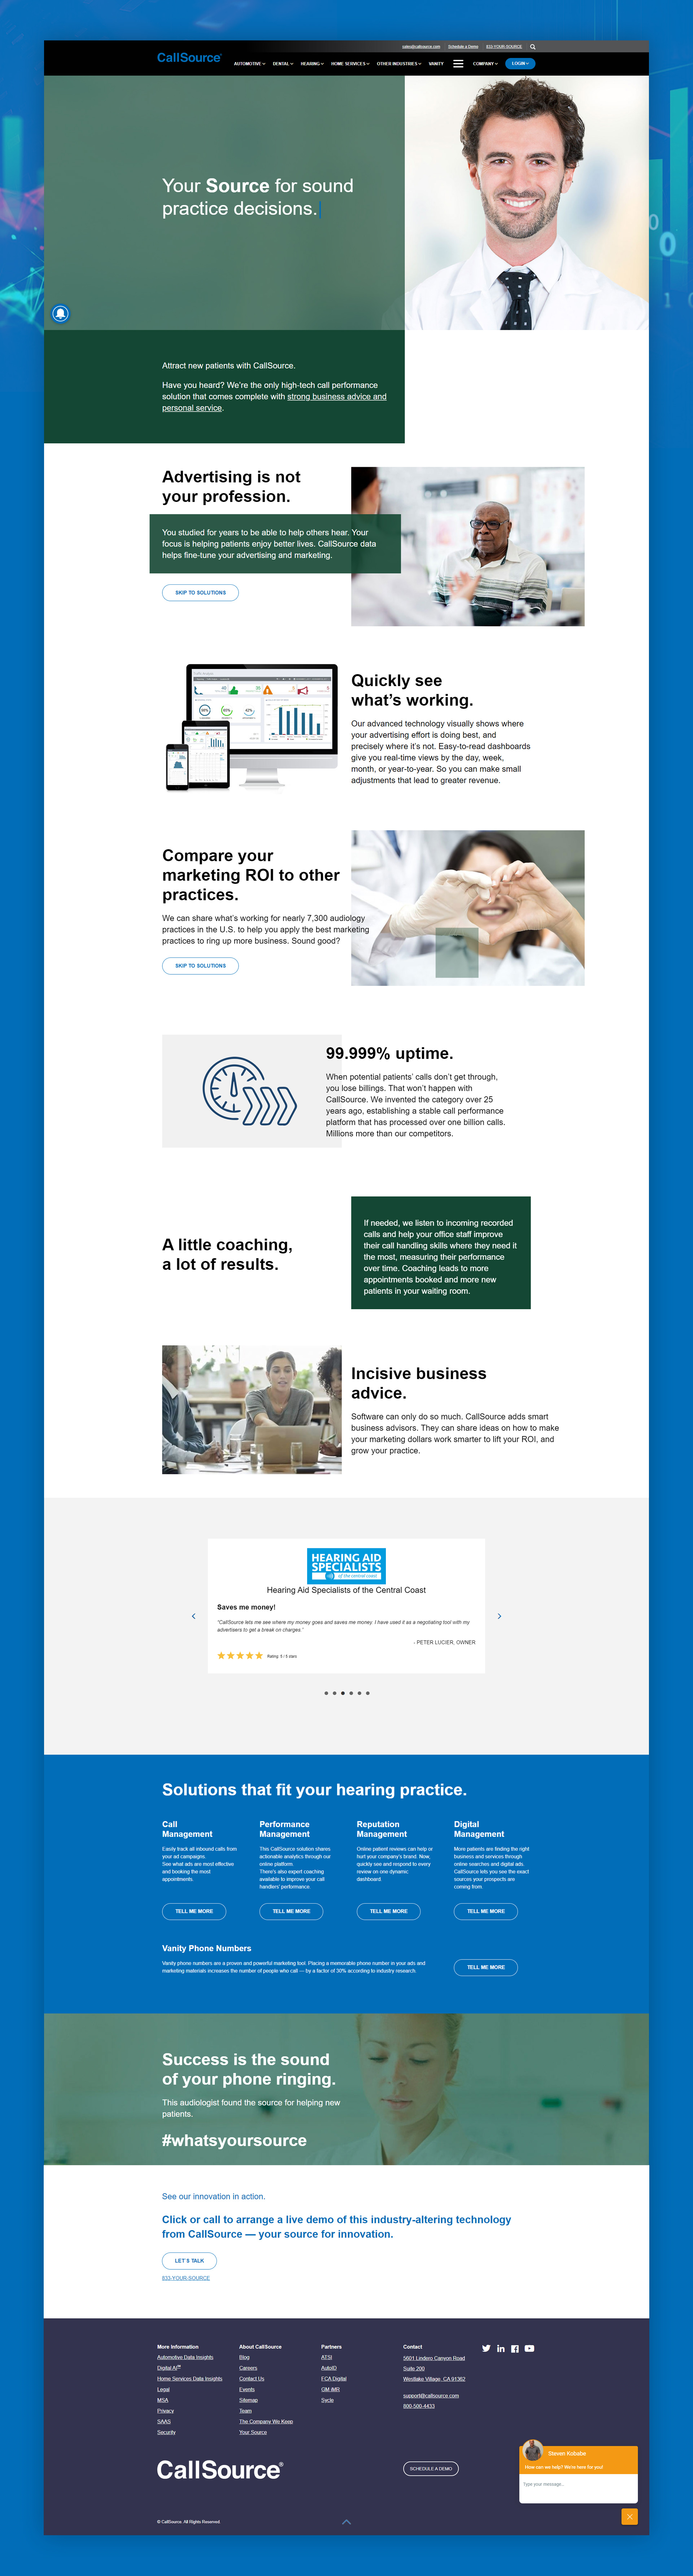 sales@callsource.com Schedule a Demo 833-YOUR-SOURCE
CallSource
AUTOMOTIVE DENTAL HEARING HOME SERVICES OTHER INDUSTRIES VANITY COMPANY LOGIN
Your Source for sound
practice decisions.
Attract new patients with CallSource.
Have you heard? We're the only high-tech call performance
solution that comes complete with strong business advice and
personal service.
Advertising is not
your profession.
You studied for years to be able to help others hear. Your
focus is helping patients enjoy better lives. CallSource data
helps fine-tune your advertising and marketing.
SKIP TO SOLUTIONS
Quickly see
what's working.
Our advanced technology visually shows where
your advertising effort is doing best, and
precisely where it's not. Easy-to-read dashboards
give you real-time views by the day, week,
month, or year-to-year. So you can make small
adjustments that lead to greater revenue.
Compare your
marketing ROI to other
practices.
We can share what's working for nearly 7,300 audiology
practices in the U.S. to help you apply the best marketing
practices to ring up more business. Sound good?
SKIP TO SOLUTIONS
99.999% uptime.
When potential patients' calls don't get through,
you lose billings. That won't happen with
CallSource. We invented the category over 25
years ago, establishing a stable call performance
platform that has processed over one billion calls.
Millions more than our competitors.
A little coaching,
a lot of results.
If needed, we listen to incoming recorded
calls and help your office staff improve
their call handling skills where they need it
the most, measuring their performance
over time. Coaching leads to more
appointments booked and more new
patients in your waiting room.
Incisive business
advice.
Software can only do so much. CallSource adds smart
business advisors. They can share ideas on how to make
your marketing dollars work smarter to lift your ROI, and
grow your practice.
HEARING AID
SPECIALISTS
of the central coast
Hearing Aid Specialists of the Central Coast
Saves me money!
"CallSource lets me see where my money goes and saves me money. I have used it as a negotiating tool with my
advertisers to get a break on charges."
- PETER LUCIER, OWNER
Rating: 5 / 5 stars
Solutions that fit your hearing practice.
Call
Management
Easily track all inbound calls from
your ad campaigns.
See what ads are most effective
and booking the most
appointments.
TELL ME MORE
Performance
Management
This CallSource solution shares
actionable analytics through our
online platform.
There's also expert coaching
available to improve your call
handlers' performance.
TELL ME MORE
Reputation
Management
Online patient reviews can help or
hurt your company's brand. Now,
quickly see and respond to every
review on one dynamic
dashboard.
TELL ME MORE
Digital
Management
More patients are finding the right
business and services through
online searches and digital ads.
CallSource lets you see the exact
sources your prospects are
coming from.
TELL ME MORE
Vanity Phone Numbers
Vanity phone numbers are a proven and powerful marketing tool. Placing a memorable phone number in your ads and
marketing materials increases the number of people who call — by a factor of 30% according to industry research.
TELL ME MORE
Success is the sound
of your phone ringing.
This audiologist found the source for helping new
patients.
#whatsyoursource
See our innovation in action.
Click or call to arrange a live demo of this industry-altering technology
from CallSource — your source for innovation.
LET'S TALK
833-YOUR-SOURCE
More Information
Automotive Data Insights
Digital AI
Home Services Data Insights
Legal
MSA
Privacy
SAAS
Security
About CallSource
Blog
Careers
Contact Us
Events
Sitemap
Team
The Company We Keep
Your Source
Partners
ATSI
AutoID
FCA Digital
GM iMR
Sycle
Contact
5601 Lindero Canyon Road
Suite 200
Westlake Village, CA 91362
support@callsource.com
800-500-4433
CallSource®
SCHEDULE A DEMO
Steven Kobabe
How can we help? We're here for you!
Type your message...
© CallSource. All Rights Reserved.